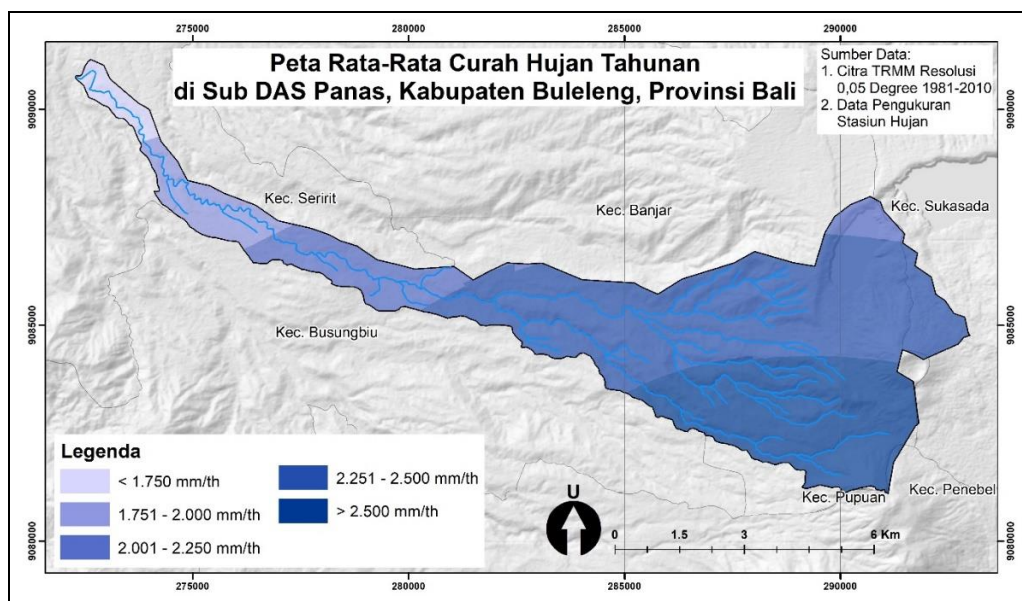 275000
280000
285000
290000
Peta Rata-Rata Curah Hujan Tahunan
di Sub DAS Panas, Kabupaten Buleleng, Provinsi Bali
Sumber Data:
1. Citra TRMM Resolusi
0,05 Degree 1981-2010
2. Data Pengukuran
Stasiun Hujan
9090000
9090000
Kec. Seririt
Kec. Banjar
Kec. Sukasada
9085000
9085000
Kec. Busungbiu
Legenda
< 1.750 mm/th
1.751 - 2.000 mm/th
2.001 - 2.250 mm/th
2.251 - 2.500 mm/th
> 2.500 mm/th
U
0 1.5 3 6 Km
Kec. Pupuan
Kec. Penebel
9080000
9080000
275000
280000
285000
290000